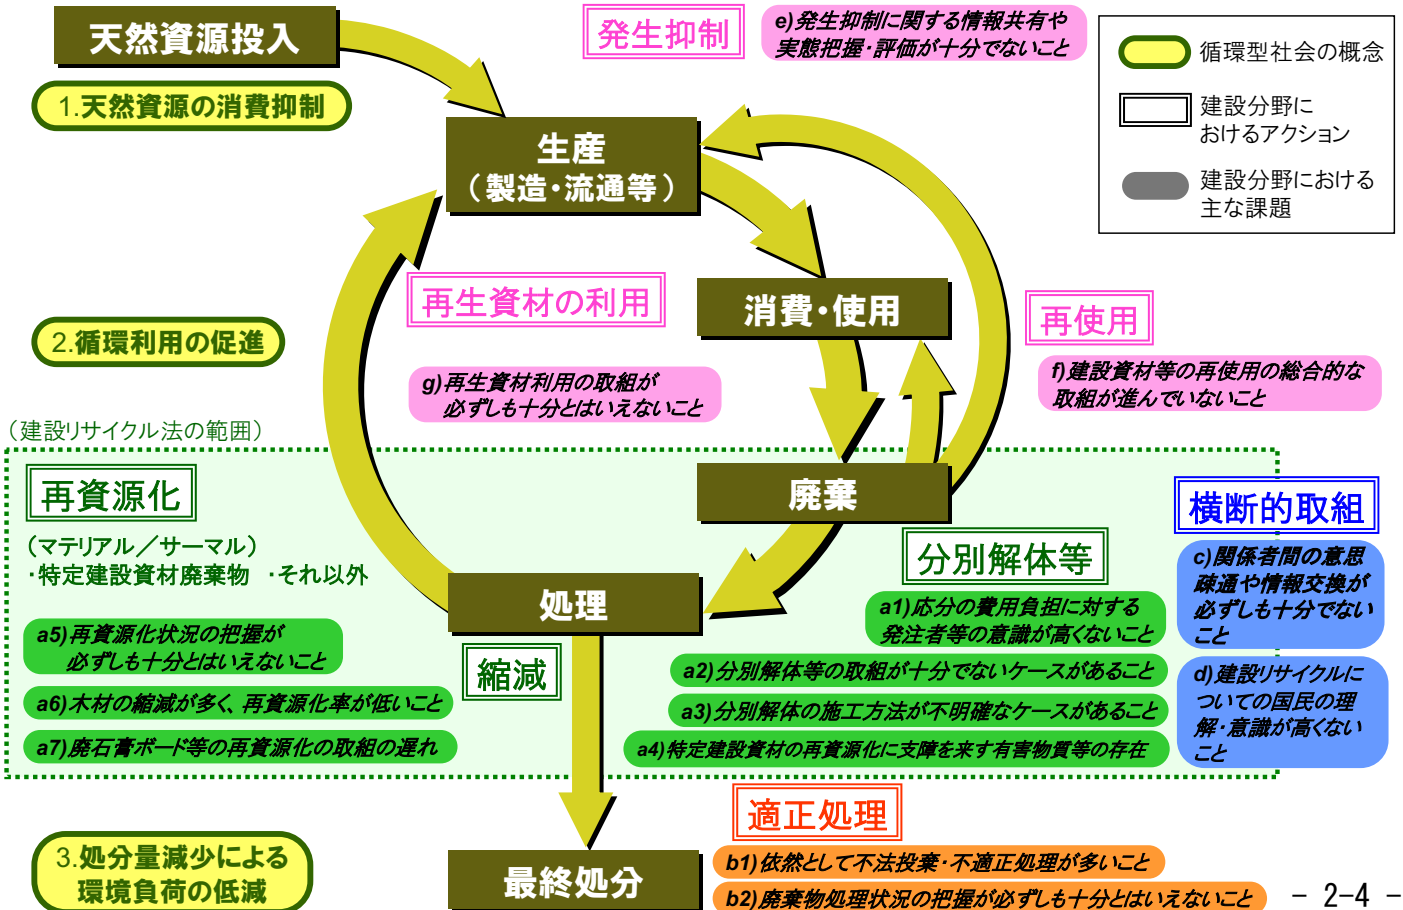 天然資源投入
発生抑制
e)発生抑制に関する情報共有や
実態把握・評価が十分でないこと
循環型社会の概念
建設分野に
おけるアクション
建設分野における
主な課題
1.天然資源の消費抑制
生産
（製造・流通等）
再生資材の利用
消費・使用
再使用
2.循環利用の促進
g)再生資材利用の取組が
必ずしも十分とはいえないこと
f)建設資材等の再使用の総合的な
取組が進んでいないこと
（建設リサイクル法の範囲）
再資源化
（マテリアル／サーマル）
・特定建設資材廃棄物　・それ以外
廃棄
横断的取組
分別解体等
c)関係者間の意思
疎通や情報交換が
必ずしも十分でない
こと
処理
a1)応分の費用負担に対する
発注者等の意識が高くないこと
a5)再資源化状況の把握が
必ずしも十分とはいえないこと
縮減
a2)分別解体等の取組が十分でないケースがあること
d)建設リサイクルに
ついての国民の理
解・意識が高くない
こと
a6)木材の縮減が多く、再資源化率が低いこと
a3)分別解体の施工方法が不明確なケースがあること
a7)廃石膏ボード等の再資源化の取組の遅れ
a4)特定建設資材の再資源化に支障を来す有害物質等の存在
適正処理
3.処分量減少による
環境負荷の低減
最終処分
b1)依然として不法投棄・不適正処理が多いこと
b2)廃棄物処理状況の把握が必ずしも十分とはいえないこと
- 2-4 -